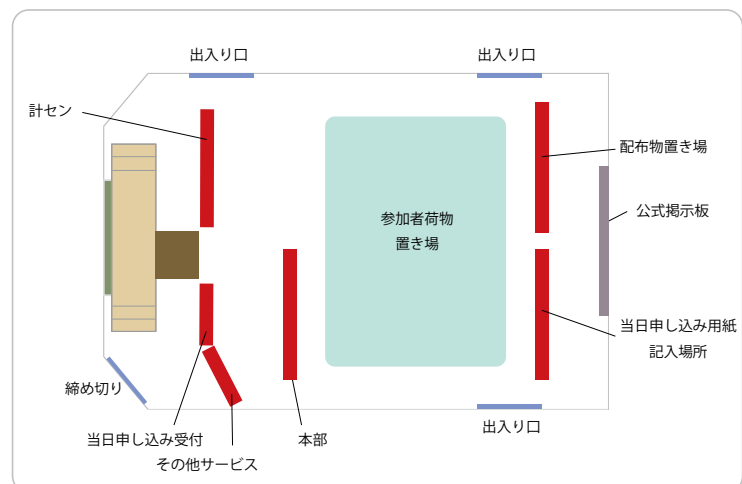 出入り口
出入り口
計セン
配布物置き場
公式掲示板
参加者荷物
置き場
当日申し込み用紙
記入場所
締め切り
出入り口
当日申し込み受付
本部
その他サービス